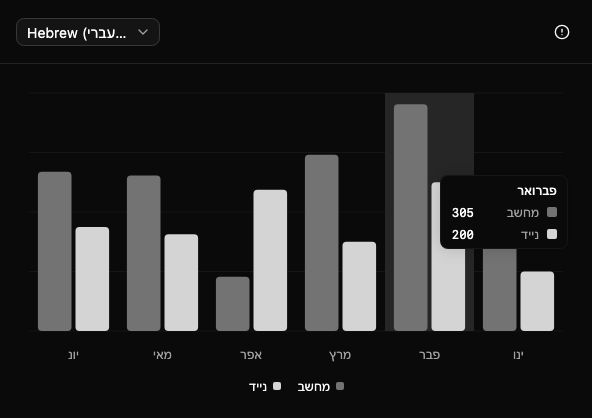 Hebrew (עברי...
פברואר
מחשב 305
נייד 200
ינו
פבר
מרץ
אפר
מאי
יונ
מחשב
נייד